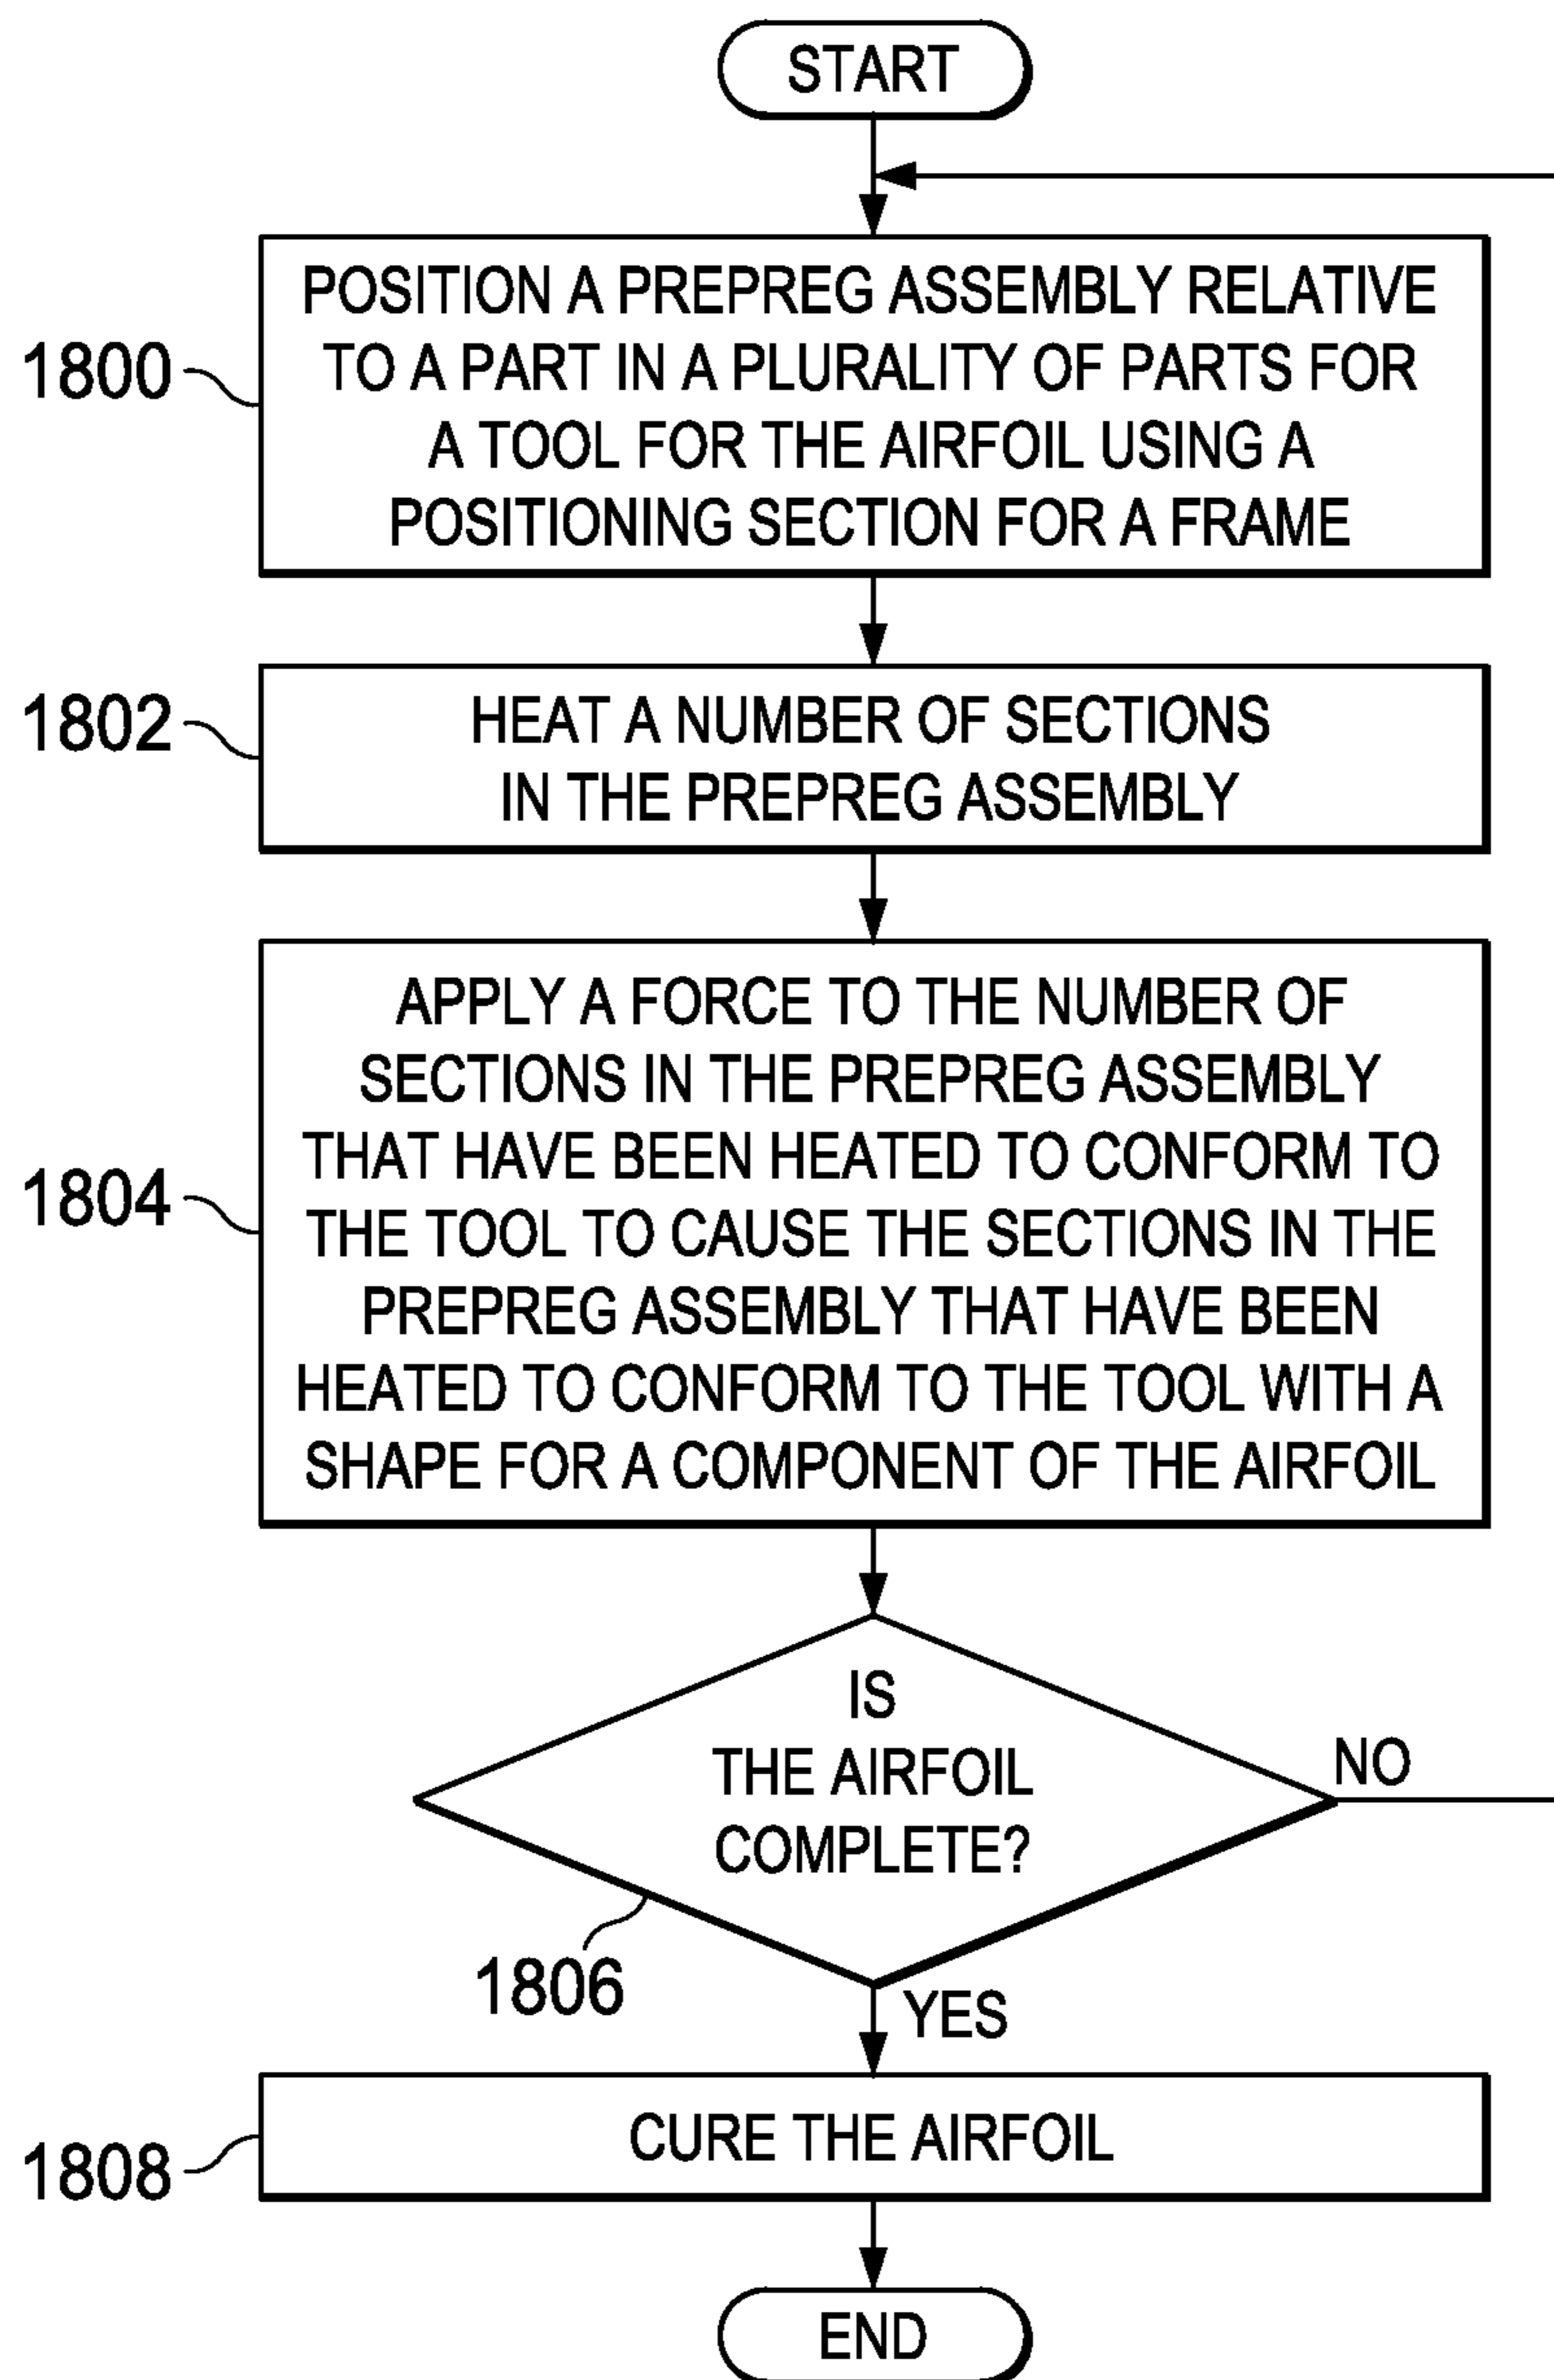 START
1800
POSITION A PREPREG ASSEMBLY RELATIVE
TO A PART IN A PLURALITY OF PARTS FOR
A TOOL FOR THE AIRFOIL USING A
POSITIONING SECTION FOR A FRAME
1802
HEAT A NUMBER OF SECTIONS
IN THE PREPREG ASSEMBLY
1804
APPLY A FORCE TO THE NUMBER OF
SECTIONS IN THE PREPREG ASSEMBLY
THAT HAVE BEEN HEATED TO CONFORM TO
THE TOOL TO CAUSE THE SECTIONS IN THE
PREPREG ASSEMBLY THAT HAVE BEEN
HEATED TO CONFORM TO THE TOOL WITH A
SHAPE FOR A COMPONENT OF THE AIRFOIL
IS
THE AIRFOIL
COMPLETE?
NO
1806
YES
1808
CURE THE AIRFOIL
END